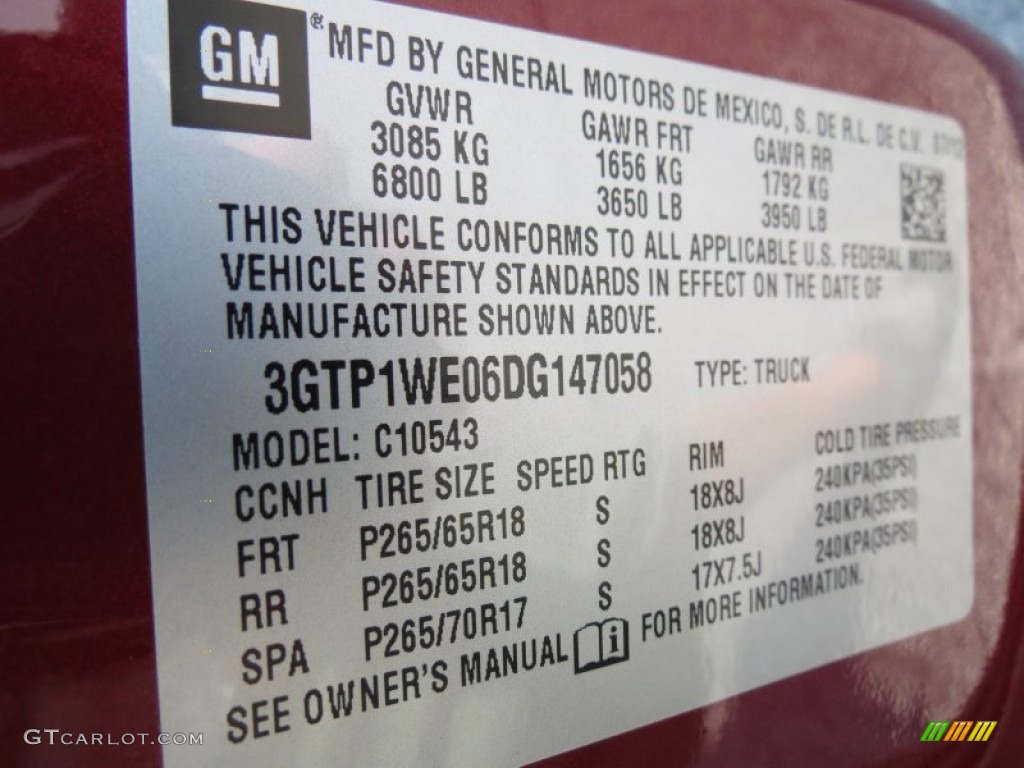 GM® MFD BY GENERAL MOTORS DE MEXICO, S. DE R.L. DE C.V. 07/12
GVWR GAWR FRT GAWR RR
3085 KG 1656 KG 1792 KG
6800 LB 3650 LB 3950 LB
THIS VEHICLE CONFORMS TO ALL APPLICABLE U.S. FEDERAL MOTOR
VEHICLE SAFETY STANDARDS IN EFFECT ON THE DATE OF
MANUFACTURE SHOWN ABOVE.
3GTP1WE06DG147058 TYPE: TRUCK
MODEL: C10543
CCNH TIRE SIZE SPEED RTG RIM COLD TIRE PRESSURE
FRT P265/65R18 S 18X8J 240KPA(35PSI)
RR P265/65R18 S 18X8J 240KPA(35PSI)
SPA P265/70R17 S 17X7.5J 240KPA(35PSI)
SEE OWNER'S MANUAL FOR MORE INFORMATION.
GTCARLOT.COM